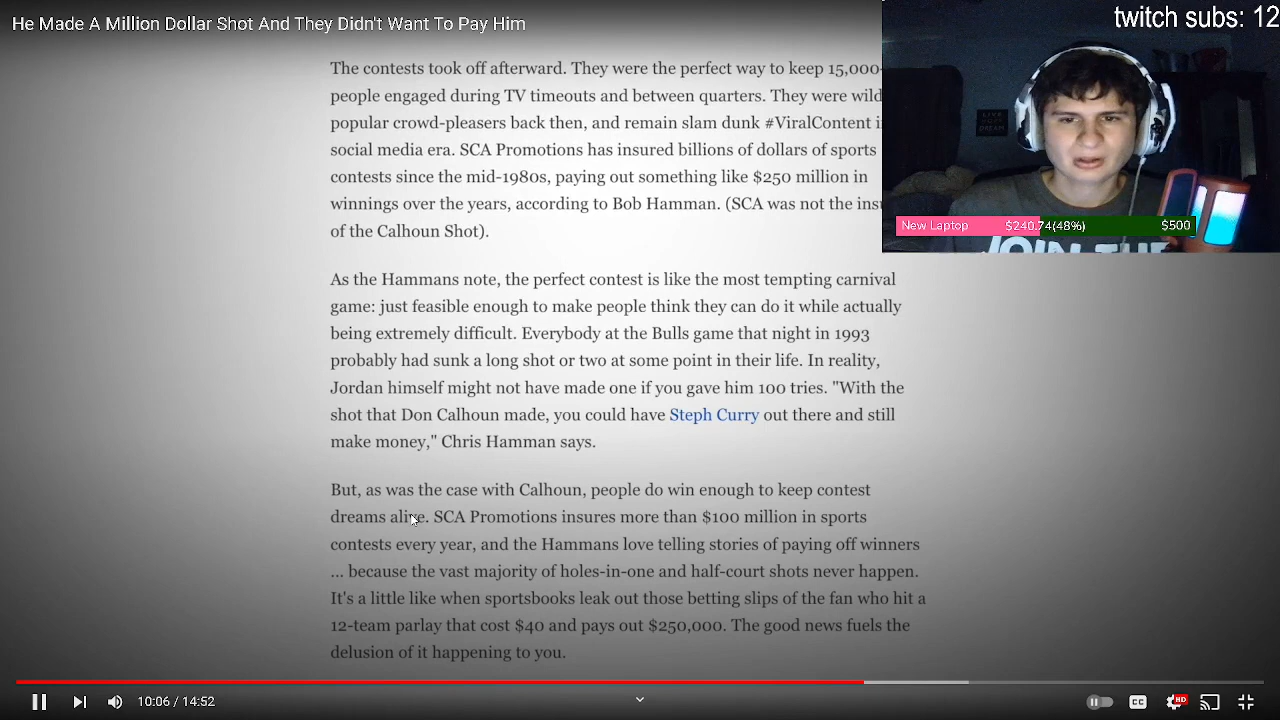 He Made A Million Dollar Shot And They Didn't Want To Pay Him
twitch subs: 12
The contests took off afterward. They were the perfect way to keep 15,000
people engaged during TV timeouts and between quarters. They were
popular crowd-pleasers back then, and remain slam dunk #ViralContent
social media era. SCA Promotions has insured billions of dollars of sports
contests since the mid-1980s, paying out something like $250 million in
winnings over the years, according to Bob Hamman. (SCA was not the
of the Calhoun Shot).
New Laptop $240.74(48%) $500
JOIN THE
As the Hammans note, the perfect contest is like the most tempting carnival
game: just feasible enough to make people think they can do it while actually
being extremely difficult. Everybody at the Bulls game that night in 1993
probably had sunk a long shot or two at some point in their life. In reality,
Jordan himself might not have made one if you gave him 100 tries. "With the
shot that Don Calhoun made, you could have Steph Curry out there and still
make money," Chris Hamman says.
But, as was the case with Calhoun, people do win enough to keep contest
dreams alive. SCA Promotions insures more than $100 million in sports
contests every year, and the Hammans love telling stories of paying off winners
... because the vast majority of holes-in-one and half-court shots never happen.
It's a little like when sportsbooks leak out those betting slips of the fan who hit a
12-team parlay that cost $40 and pays out $250,000. The good news fuels the
delusion of it happening to you.
10:06 / 14:52
CC
HD